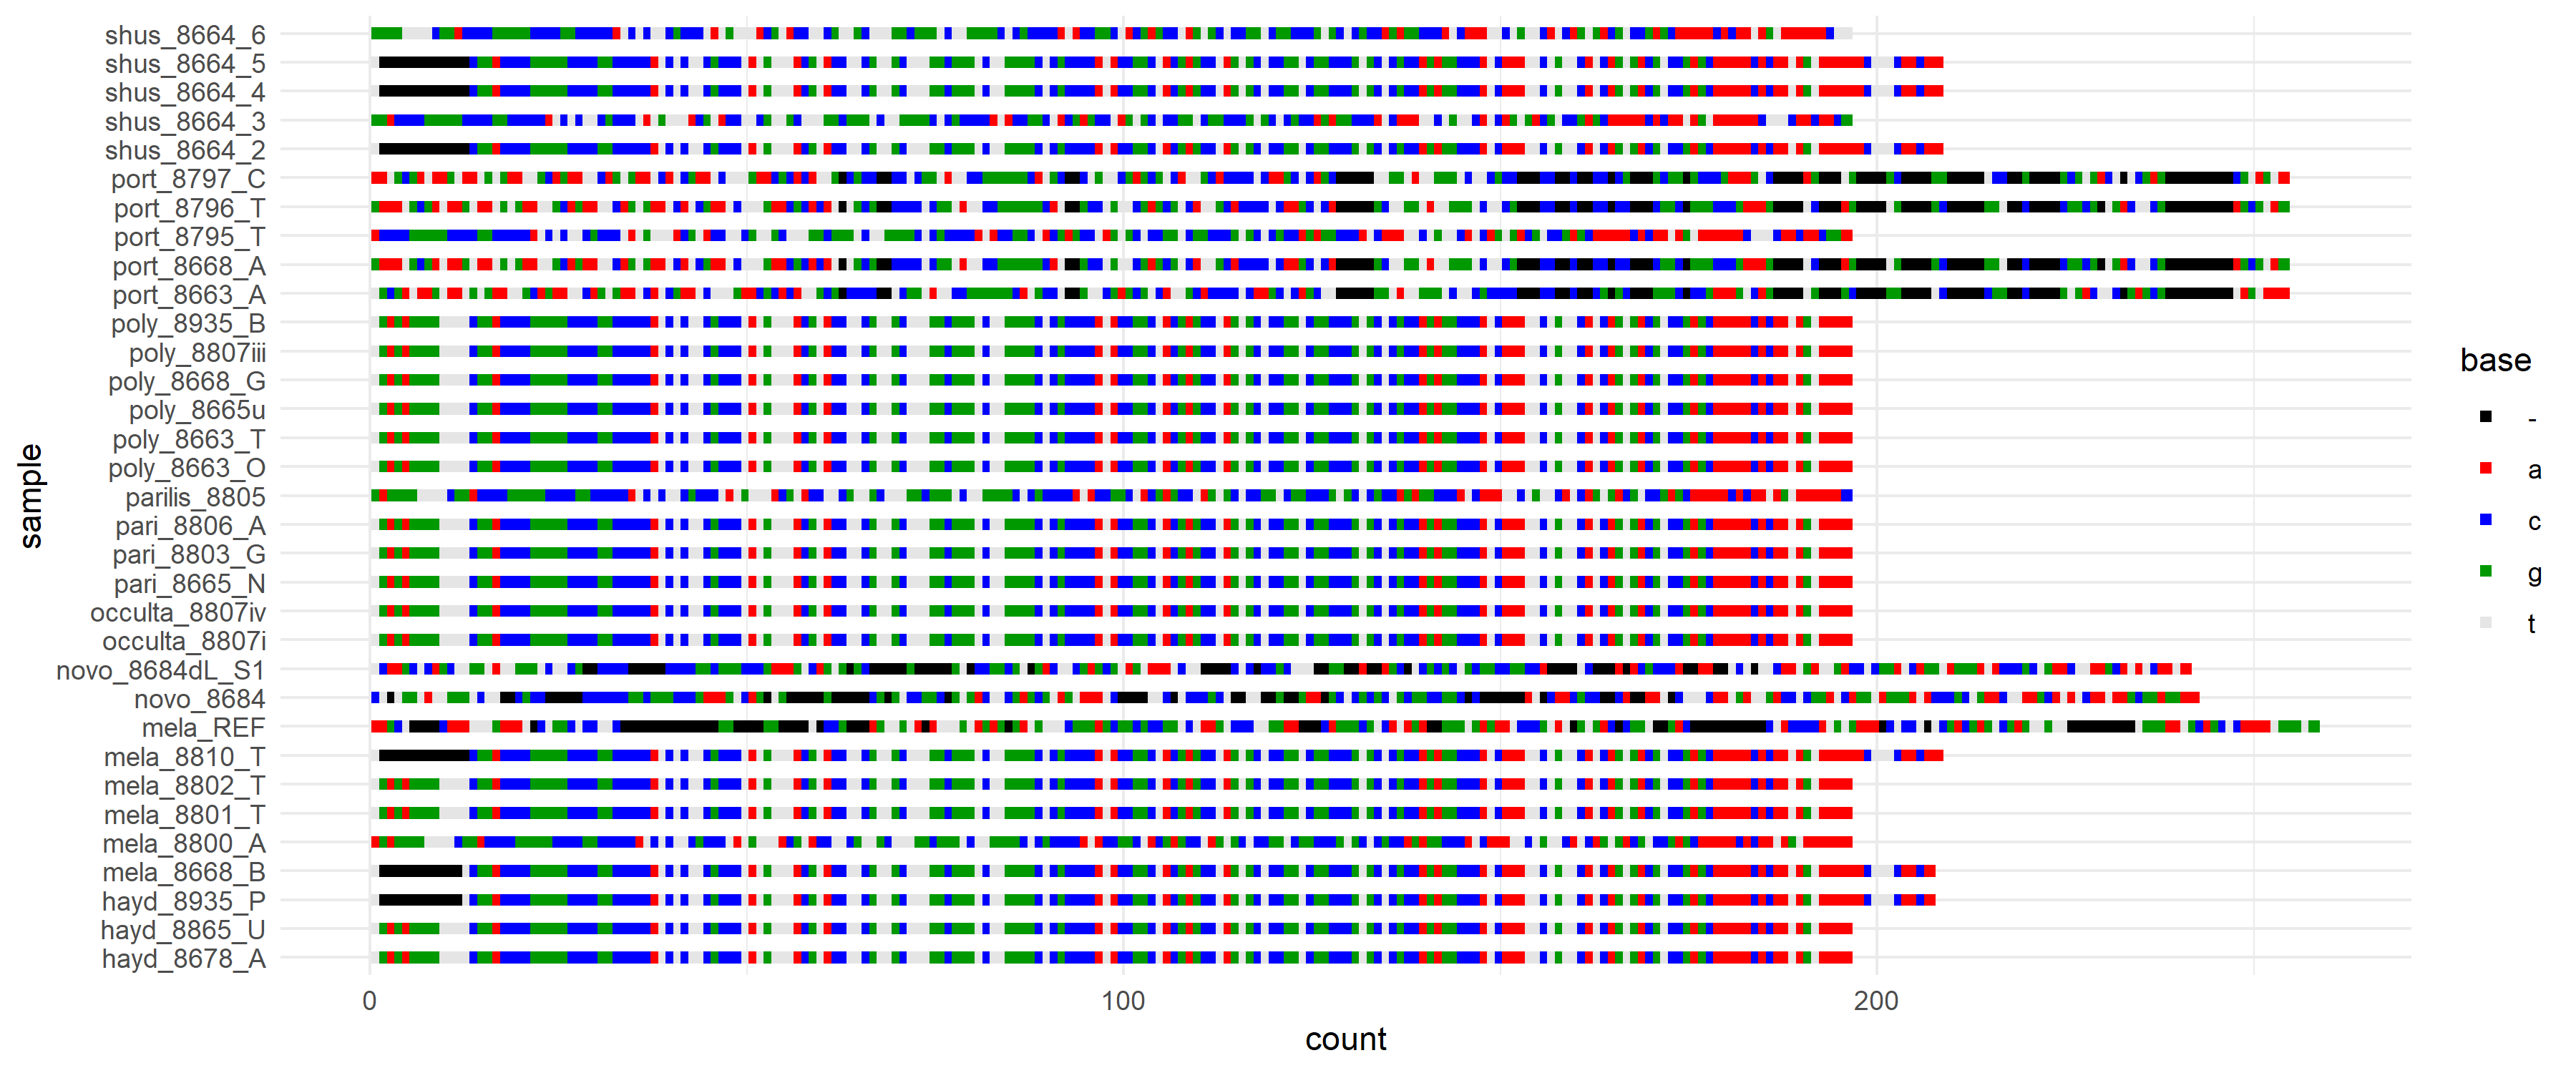 shus_8664_6
shus_8664_5
shus_8664_4
shus_8664_3
shus_8664_2
port_8797_C
port_8796_T
port_8795_T
port_8668_A
port_8663_A
poly_8935_B
poly_8807iii
poly_8668_G
poly_8665u
poly_8663_T
poly_8663_O
parilis_8805
pari_8806_A
pari_8803_G
pari_8665_N
occulta_8807iv
occulta_8807i
novo_8684dL_S1
novo_8684
mela_REF
mela_8810_T
mela_8802_T
mela_8801_T
mela_8800_A
mela_8668_B
hayd_8935_P
hayd_8865_U
hayd_8678_A
sample
0 100 200
count
base
-
a
c
g
t